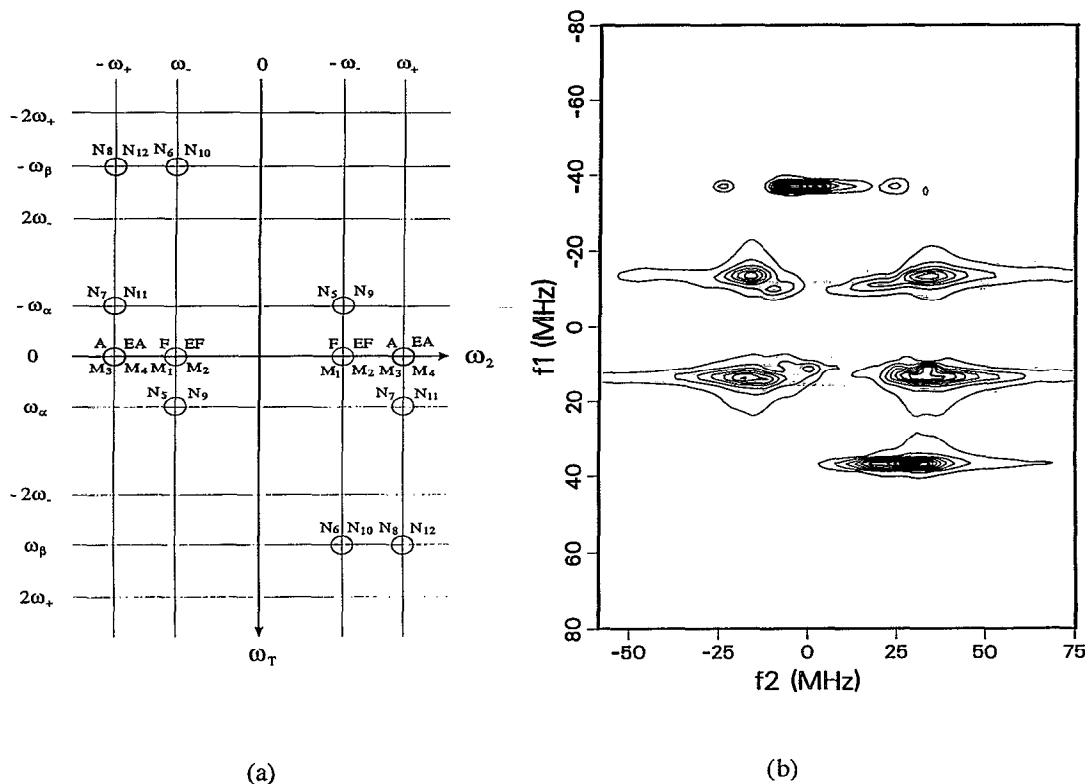 - ω₊ ω₋ 0 - ω₋ ω₊
- 2ω₊
N₈ N₁₂ N₆ N₁₀
- ωᵦ
2ω₋
N₇ N₁₁ N₅ N₉
- ωα
A EA F EF F EF A EA
0 ω₂
M₃ M₄ M₁ M₂ M₁ M₂ M₃ M₄
N₅ N₉ N₇ N₁₁
ωα
- 2ω₋
N₆ N₁₀ N₈ N₁₂
ωᵦ
2ω₊
ω_T
(a)
-80
-60
-40
-20
0
20
40
60
80
f1 (MHz)
-50 -25 0 25 50 75
f2 (MHz)
(b)